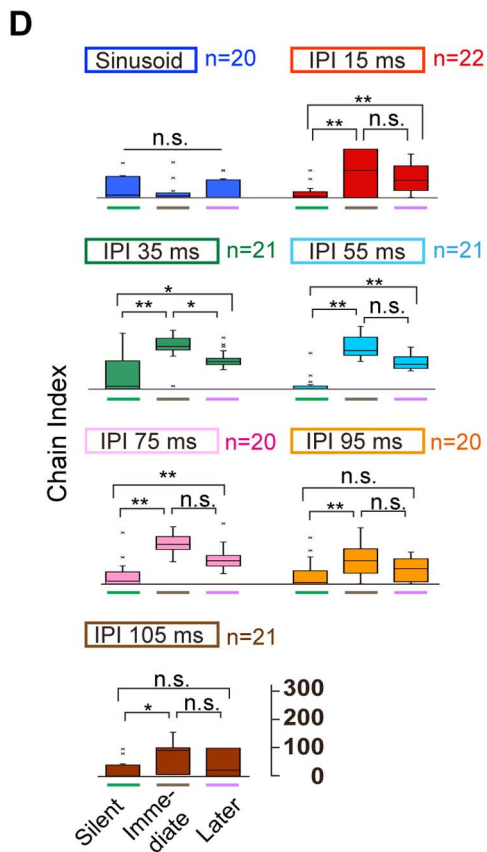 D
Sinusoid n=20 IPI 15 ms n=22
**
n.s. ** n.s.
IPI 35 ms n=21 IPI 55 ms n=21
* **
** * ** n.s.
Chain Index
IPI 75 ms n=20 IPI 95 ms n=20
** n.s.
** n.s. ** n.s.
IPI 105 ms n=21
n.s.
* n.s.
300
200
100
0
Silent
Imme-
diate
Later